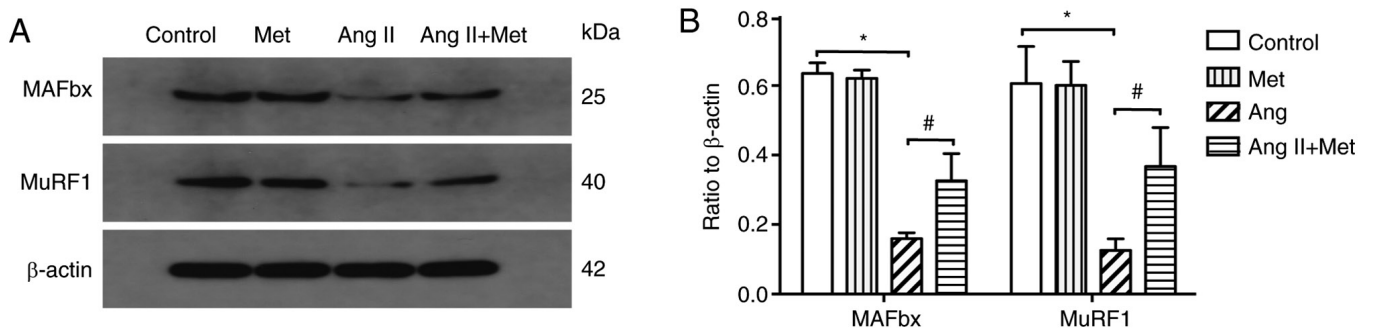 A
Control Met Ang II Ang II+Met kDa
MAFbx 25
MuRF1 40
β-actin 42
B
Ratio to β-actin
0.8
0.6
0.4
0.2
0.0
* *
# #
MAFbx MuRF1
Control
Met
Ang
Ang II+Met